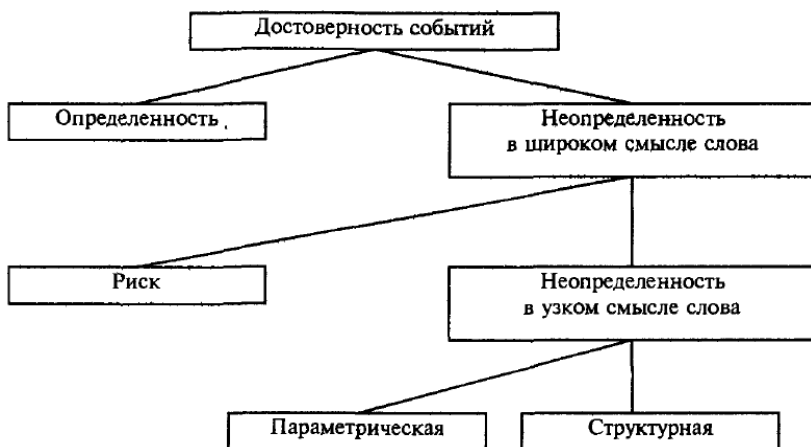 Достоверность событий
Определенность
Неопределенность
в широком смысле слова
Риск
Неопределенность
в узком смысле слова
Параметрическая
Структурная